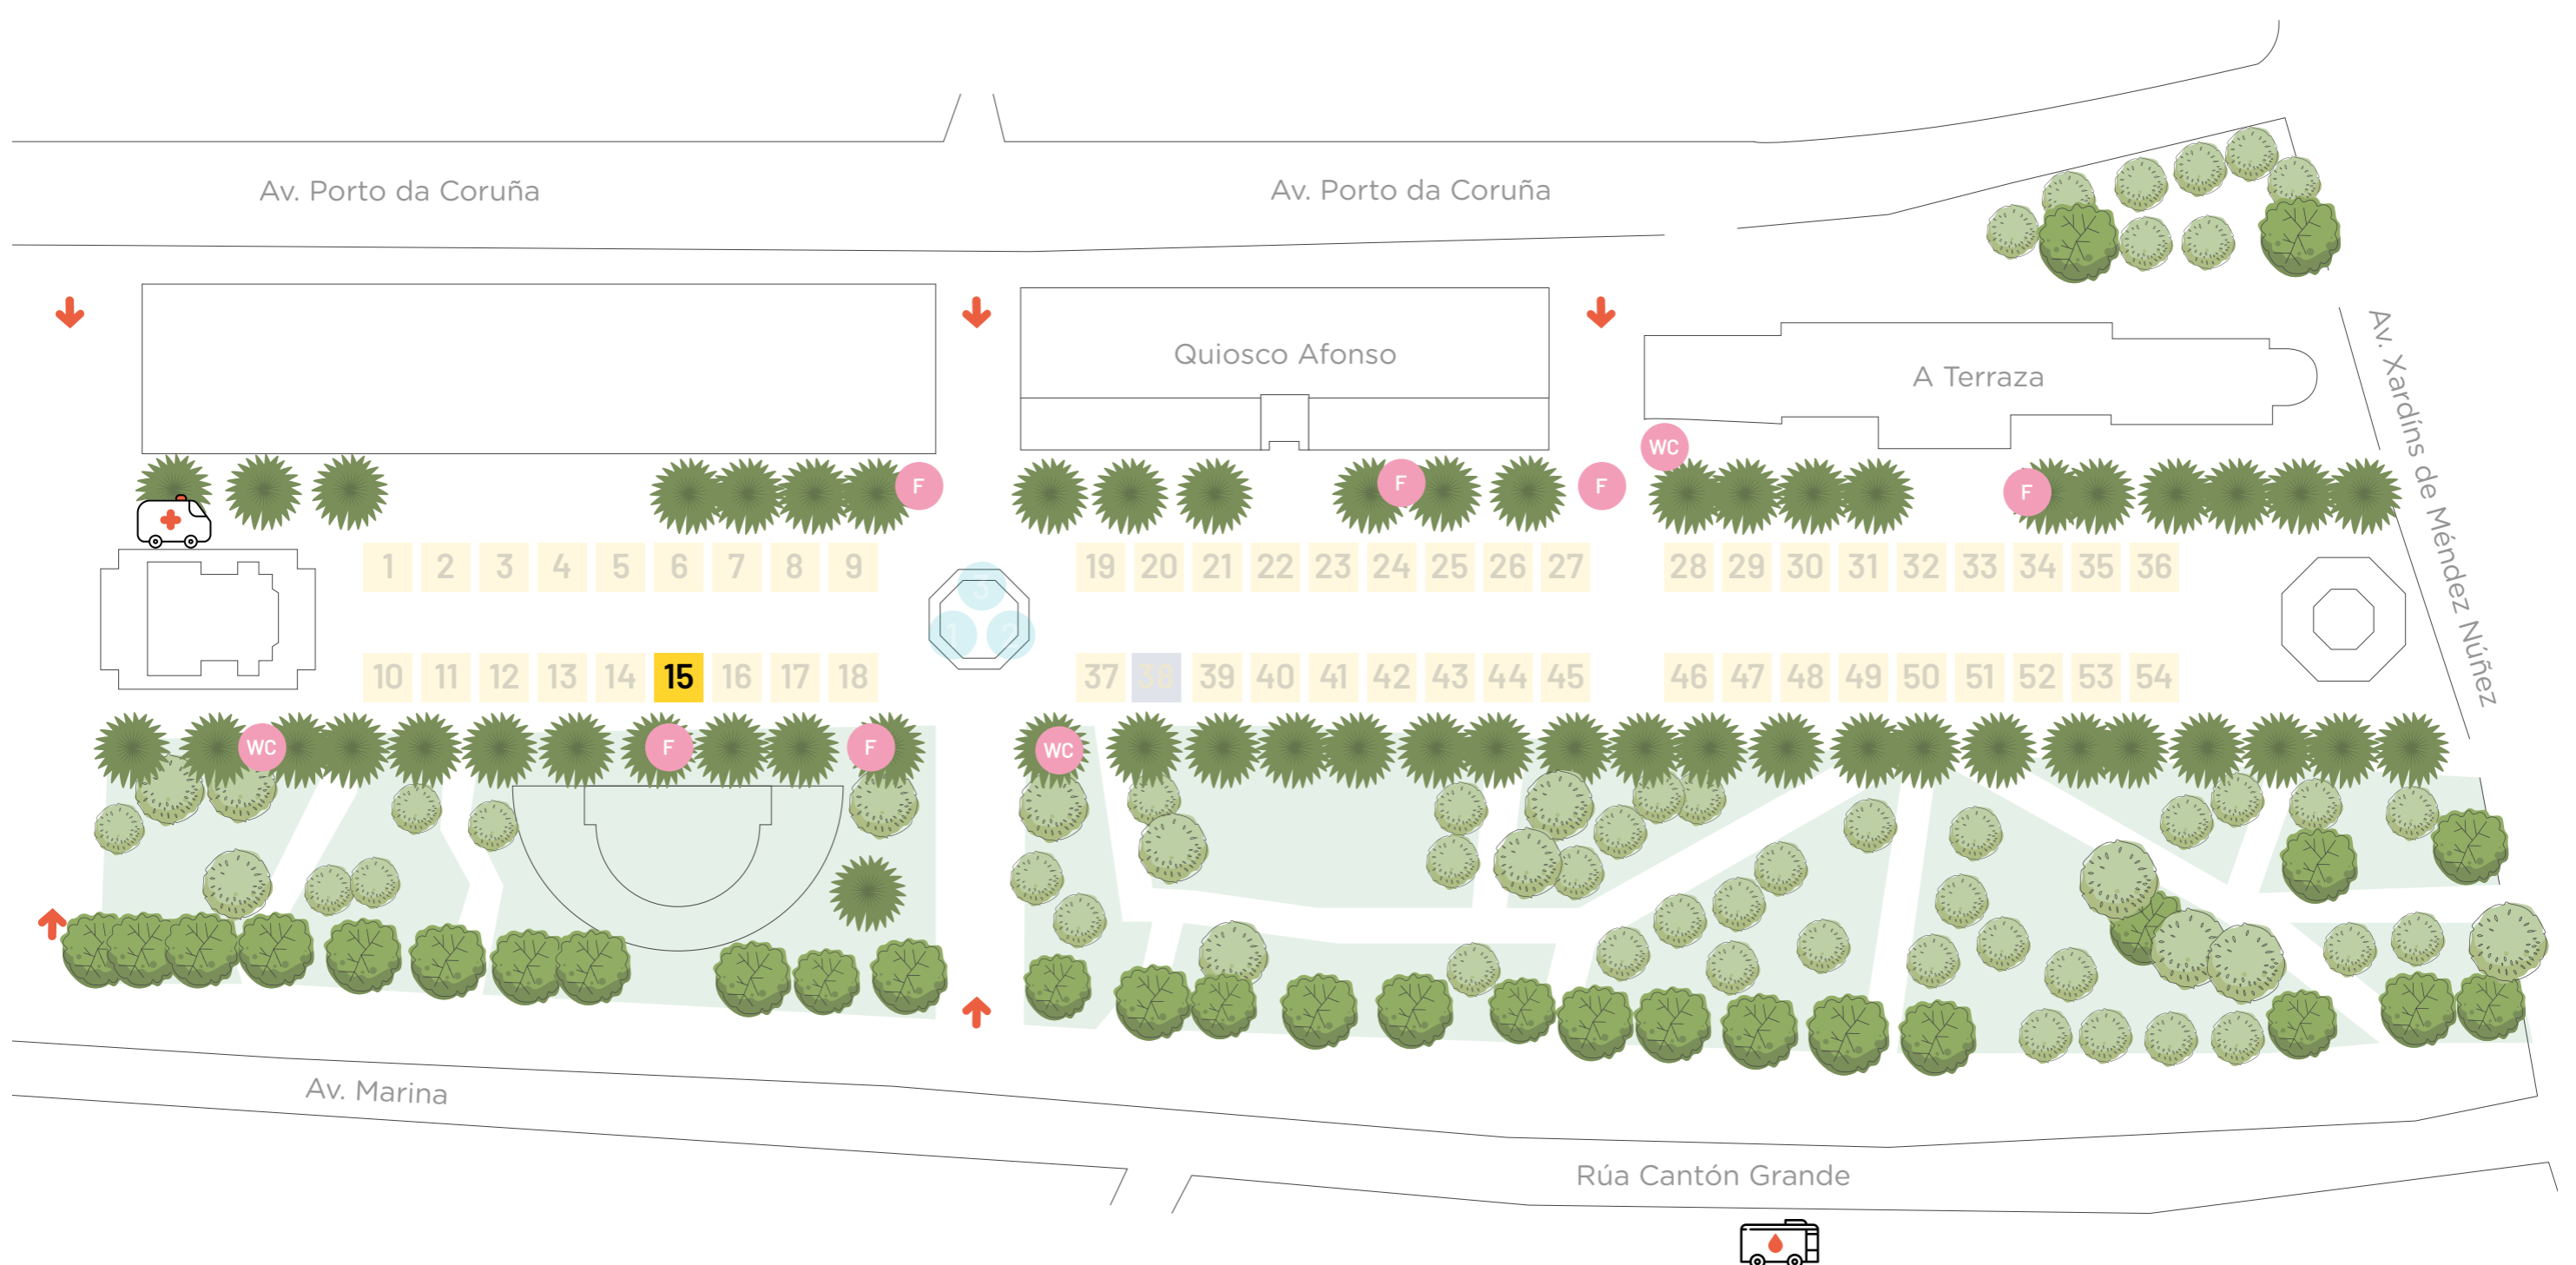 Av. Porto da Coruña
Av. Porto da Coruña
Quiosco Afonso
A Terraza
Av. Xardíns de Méndez Núñez
WC
F
F
F
F
1 2 3 4 5 6 7 8 9
19 20 21 22 23 24 25 26 27
28 29 30 31 32 33 34 35 36
3
1 2
10 11 12 13 14 15 16 17 18
37 38 39 40 41 42 43 44 45
46 47 48 49 50 51 52 53 54
WC
F
F
WC
Av. Marina
Rúa Cantón Grande